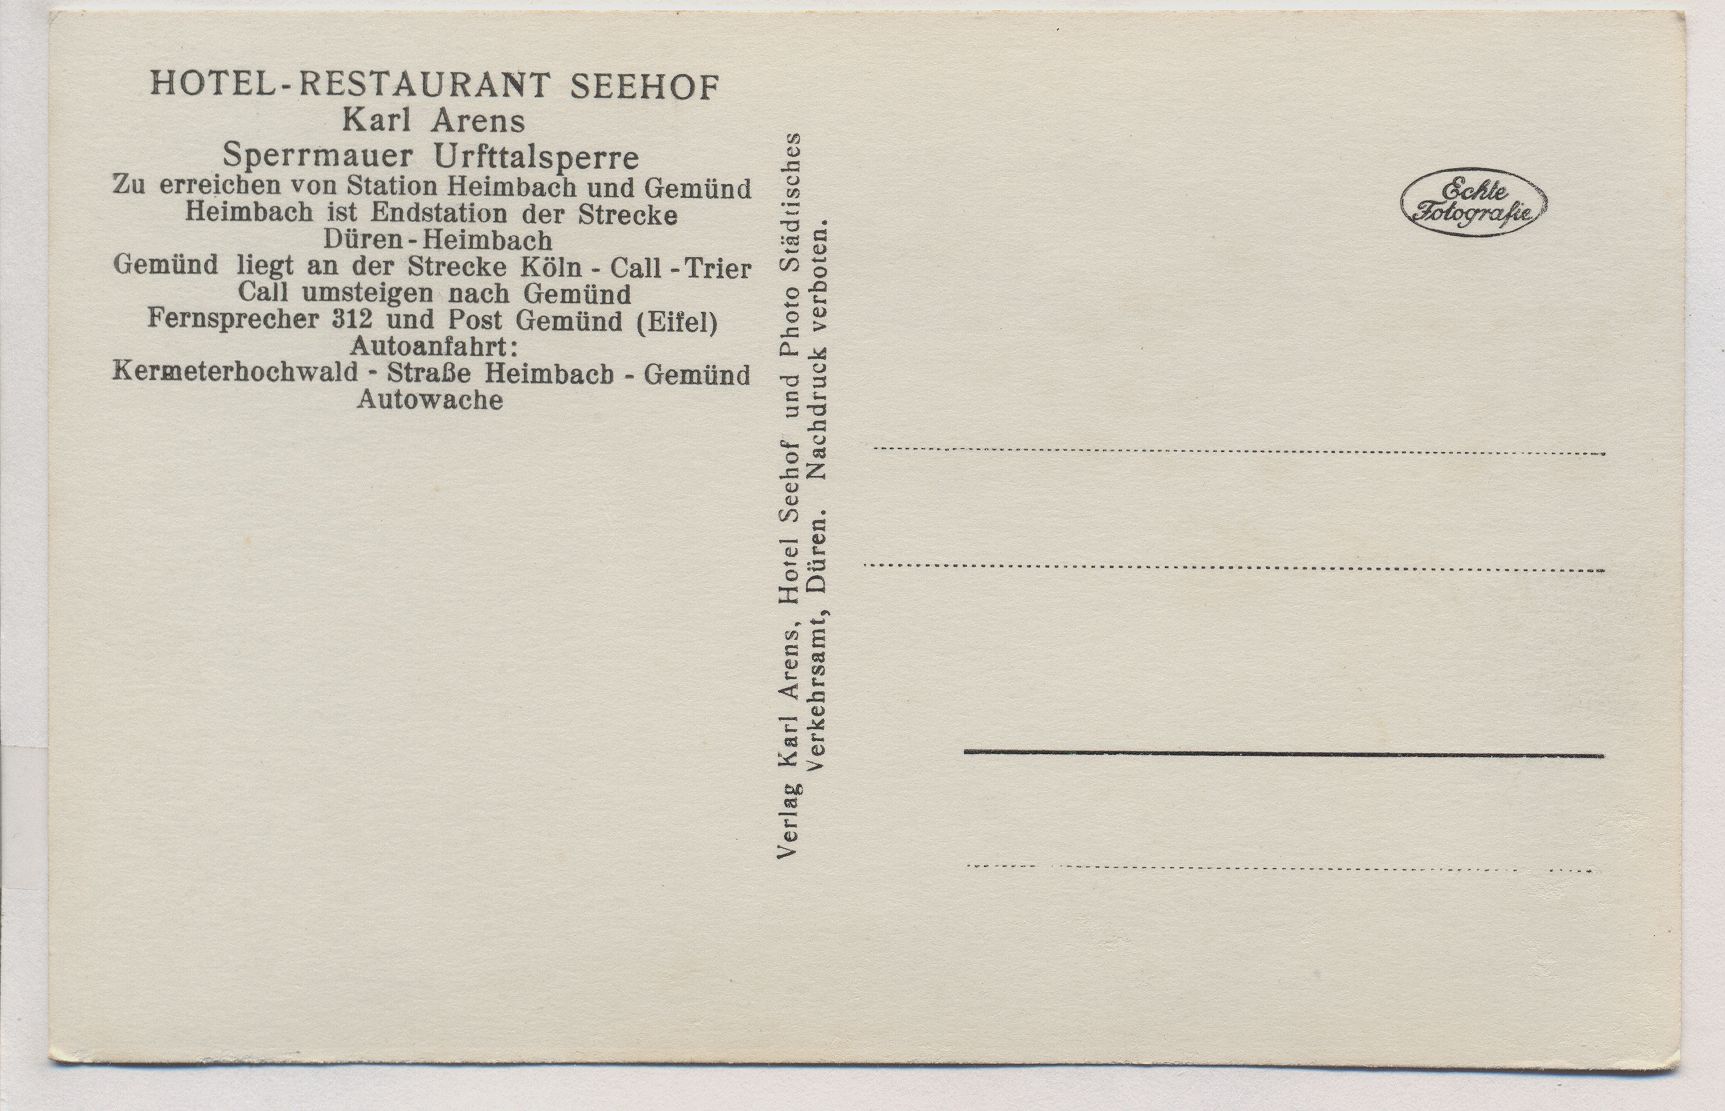 HOTEL-RESTAURANT SEEHOF
Karl Arens
Sperrmauer Urfttalsperre
Zu erreichen von Station Heimbach und Gemünd
Heimbach ist Endstation der Strecke
Düren-Heimbach
Gemünd liegt an der Strecke Köln - Call - Trier
Call umsteigen nach Gemünd
Fernsprecher 312 und Post Gemünd (Eifel)
Autoanfahrt:
Kermeterhochwald - Straße Heimbach - Gemünd
Autowache
Verlag Karl Arens, Hotel Seehof und Photo Städtisches
Verkehrsamt, Düren. Nachdruck verboten.
Echte
Fotografie